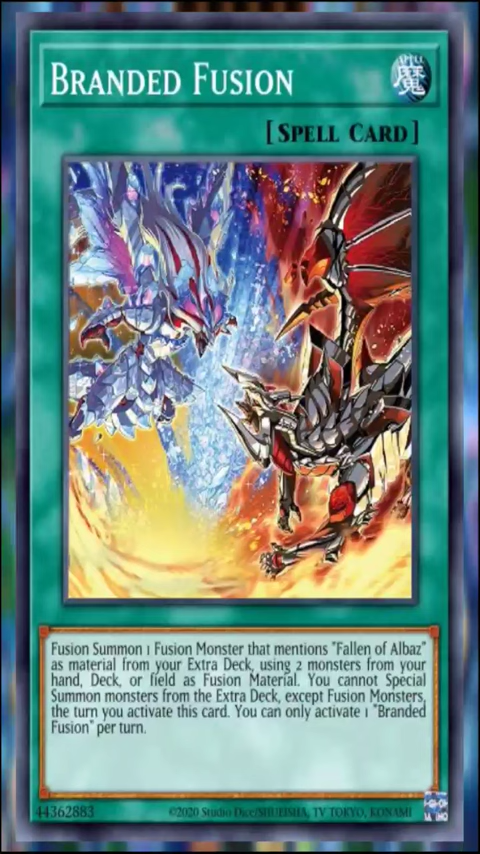 BRANDED FUSION
魔
[SPELL CARD]
Fusion Summon 1 Fusion Monster that mentions "Fallen of Albaz"
as material from your Extra Deck, using 2 monsters from your
hand, Deck, or field as Fusion Material. You cannot Special
Summon monsters from the Extra Deck, except Fusion Monsters,
the turn you activate this card. You can only activate 1 "Branded
Fusion" per turn.
44362883
©2020 Studio Dice/SHUEISHA, TV TOKYO, KONAMI